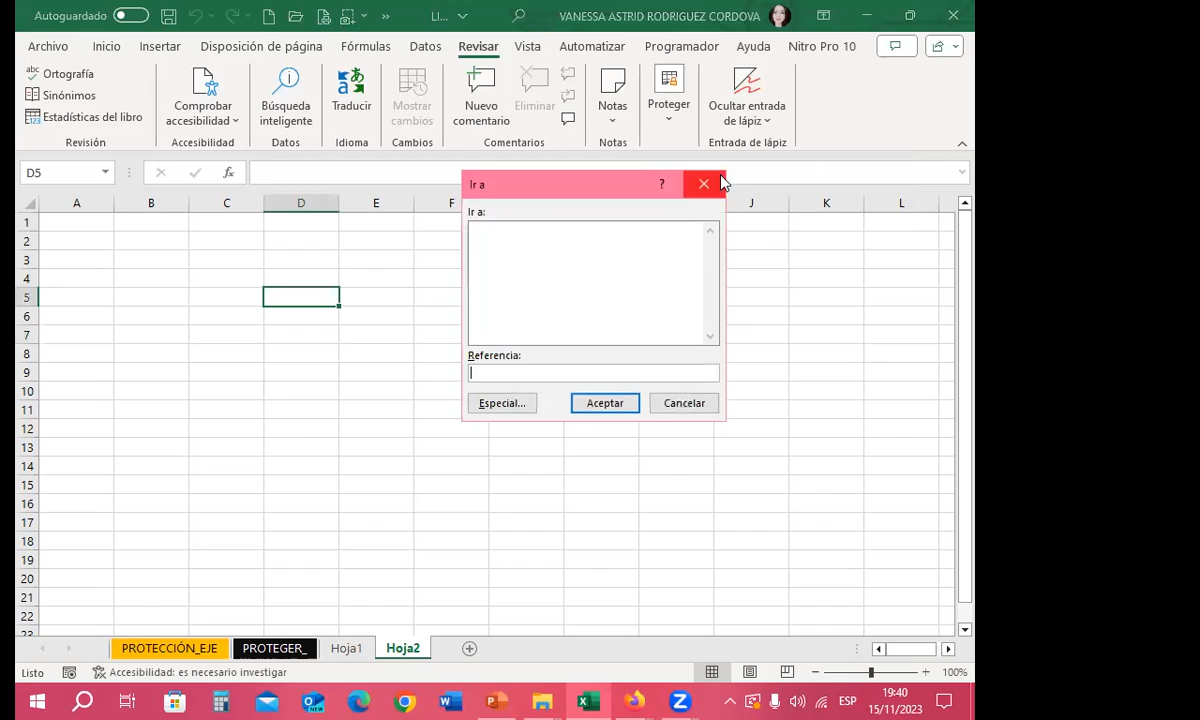 Autoguardado
LI...
VANESSA ASTRID RODRIGUEZ CORDOVA
Archivo Inicio Insertar Disposición de página Fórmulas Datos Revisar Vista Automatizar Programador Ayuda Nitro Pro 10
abc Ortografía
Sinónimos
123 Estadísticas del libro
Revisión
Comprobar
accesibilidad
Accesibilidad
Búsqueda
inteligente
Datos
Traducir
Idioma
Mostrar
cambios
Cambios
Nuevo
comentario
Eliminar
Comentarios
Notas
Notas
Proteger
Ocultar entrada
de lápiz
Entrada de lápiz
D5
fx
A B C D E F J K L
1
2
3
4
5
6
7
8
9
10
11
12
13
14
15
16
17
18
19
20
21
22
23
Ir a ?
Ir a:
Referencia:
Especial... Aceptar Cancelar
PROTECCIÓN_EJE PROTEGER_ Hoja1 Hoja2
Listo Accesibilidad: es necesario investigar 100%
ESP
19:40
15/11/2023